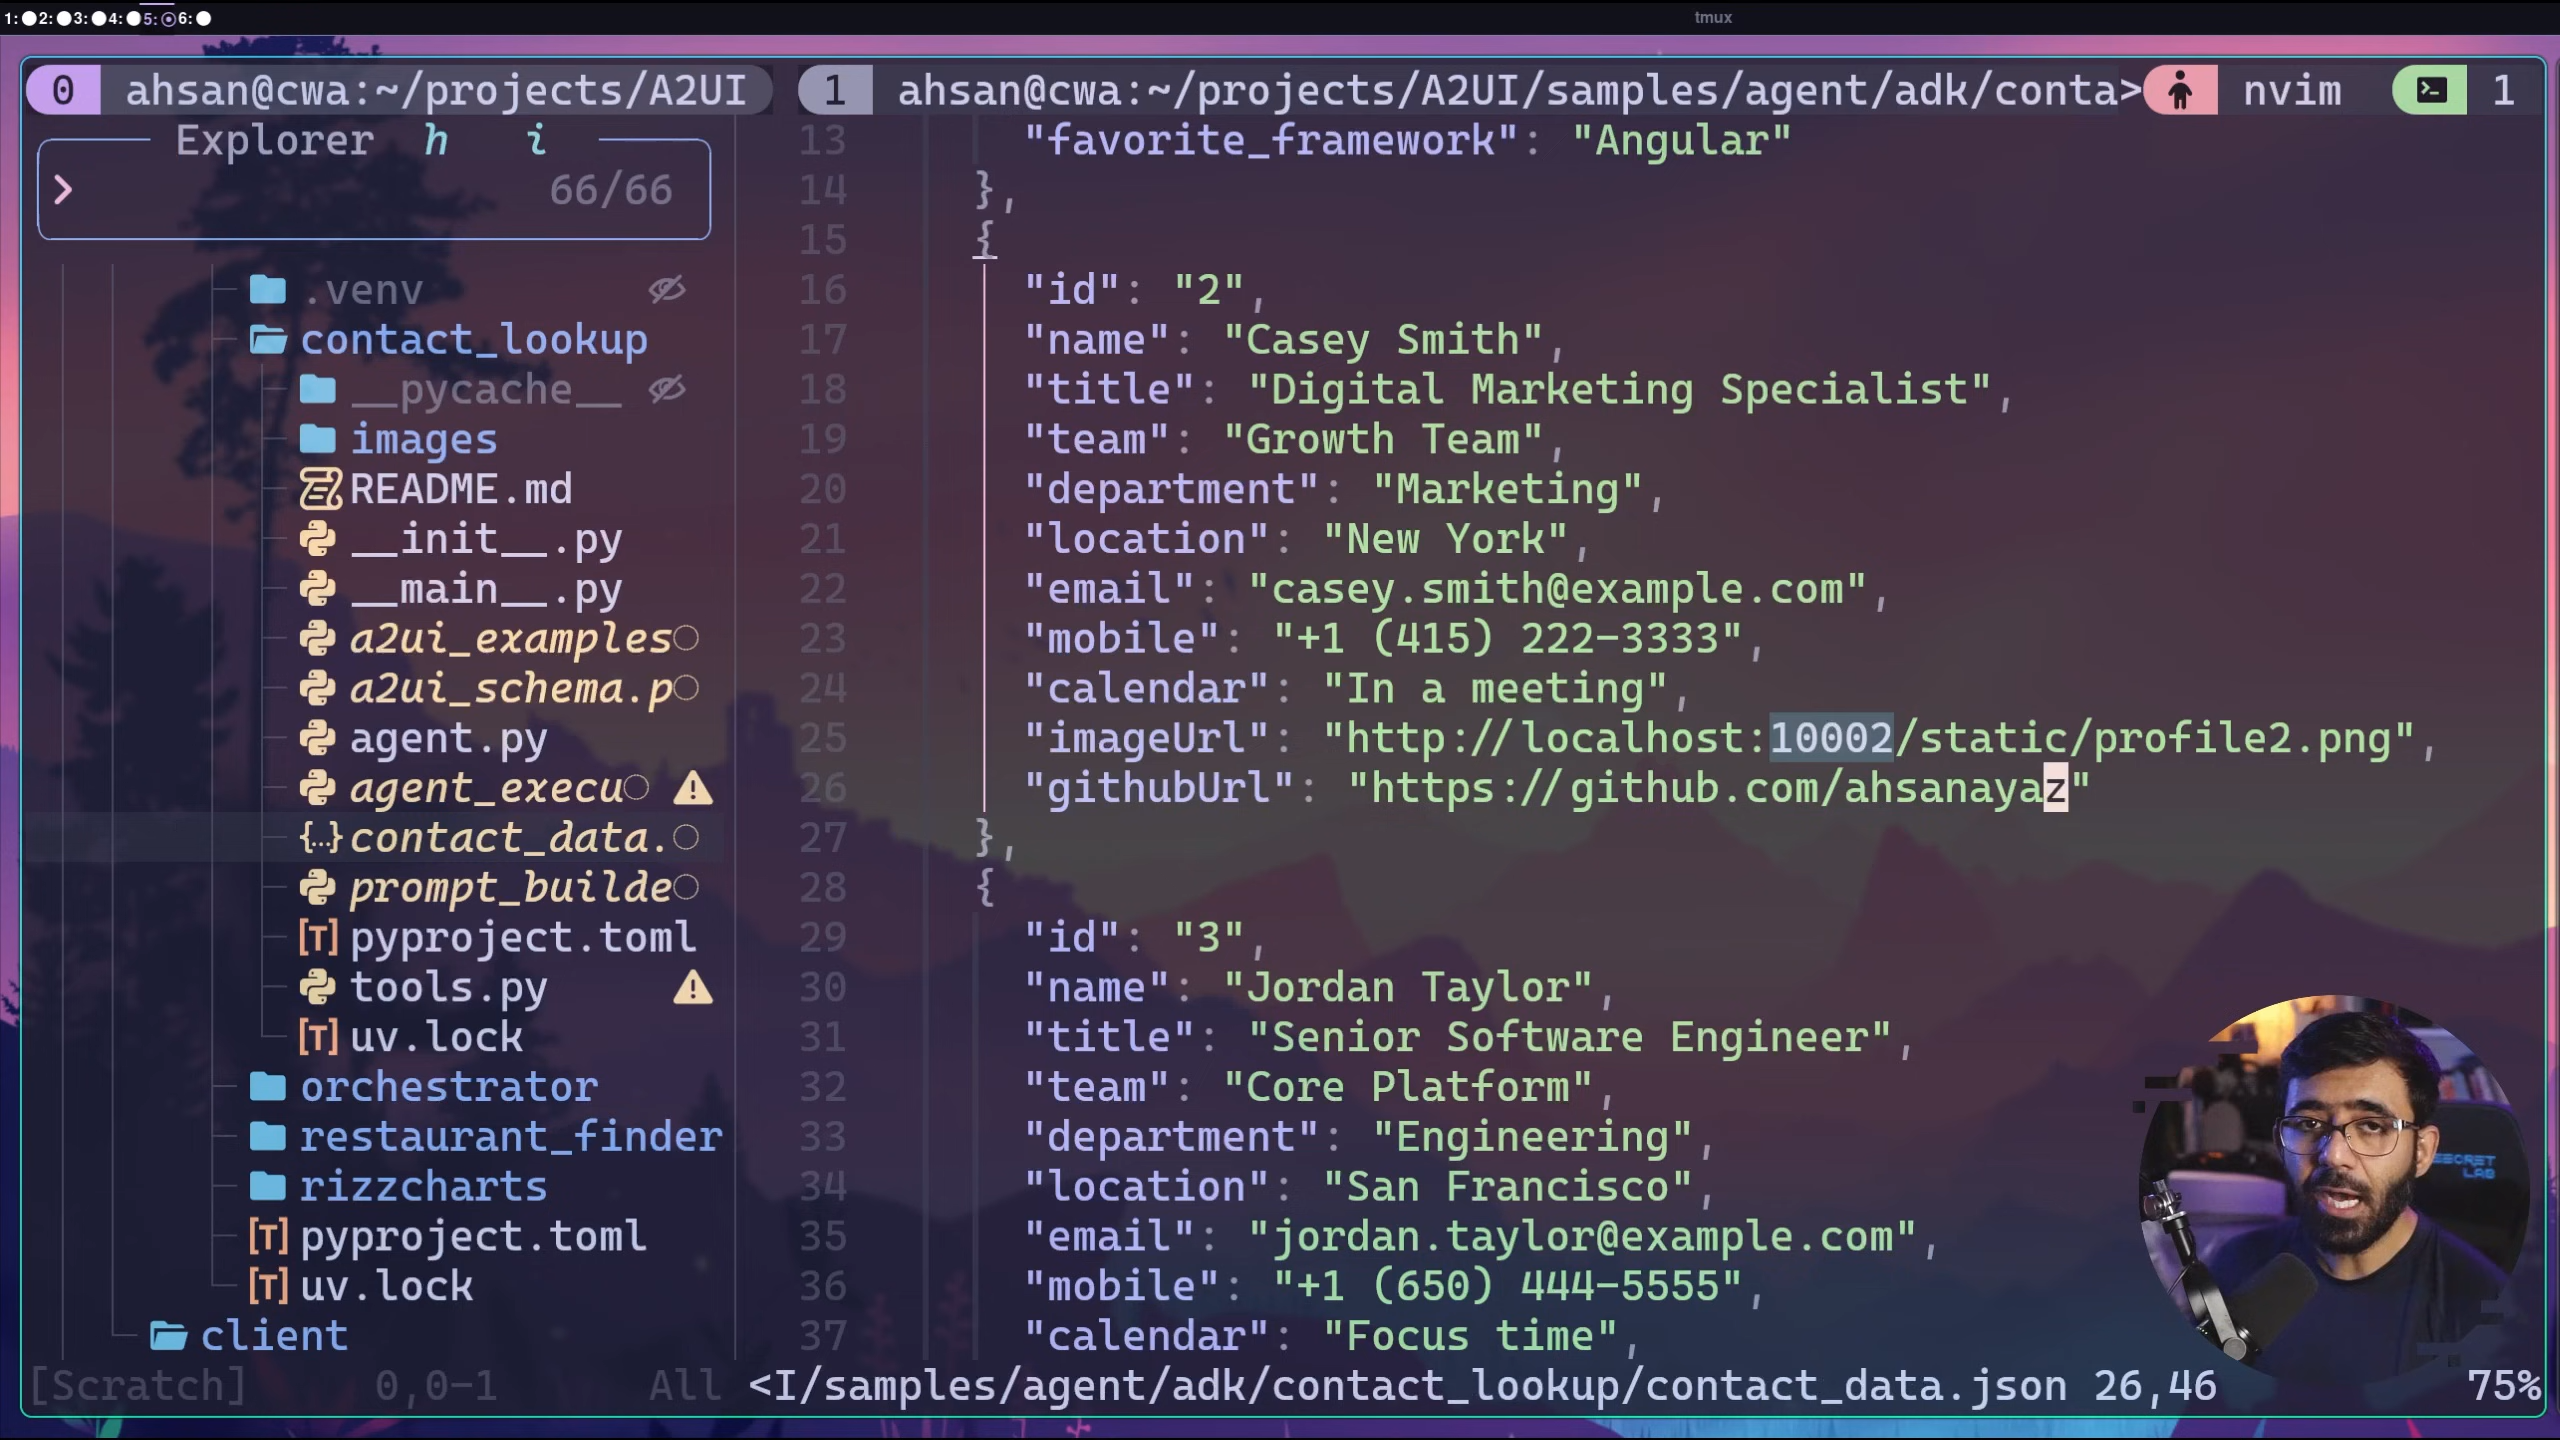 1: 2: 3: 4: 5: 6:
tmux
0 ahsan@cwa:~/projects/A2UI
1 ahsan@cwa:~/projects/A2UI/samples/agent/adk/conta>
nvim
1
Explorer h i
66/66
.venv
contact_lookup
__pycache__
images
README.md
__init__.py
__main__.py
a2ui_examples
a2ui_schema.p
agent.py
agent_execu
{…} contact_data.
prompt_builde
[T] pyproject.toml
tools.py
[T] uv.lock
orchestrator
restaurant_finder
rizzcharts
[T] pyproject.toml
[T] uv.lock
client
[Scratch] 0,0-1 All
13 "favorite_framework": "Angular"
14 },
15 {
16 "id": "2",
17 "name": "Casey Smith",
18 "title": "Digital Marketing Specialist",
19 "team": "Growth Team",
20 "department": "Marketing",
21 "location": "New York",
22 "email": "casey.smith@example.com",
23 "mobile": "+1 (415) 222-3333",
24 "calendar": "In a meeting",
25 "imageUrl": "http://localhost:10002/static/profile2.png",
26 "githubUrl": "https://github.com/ahsanayaz"
27 },
28 {
29 "id": "3",
30 "name": "Jordan Taylor",
31 "title": "Senior Software Engineer",
32 "team": "Core Platform",
33 "department": "Engineering",
34 "location": "San Francisco",
35 "email": "jordan.taylor@example.com",
36 "mobile": "+1 (650) 444-5555",
37 "calendar": "Focus time",
<I/samples/agent/adk/contact_lookup/contact_data.json 26,46 75%
SECRET
LAB